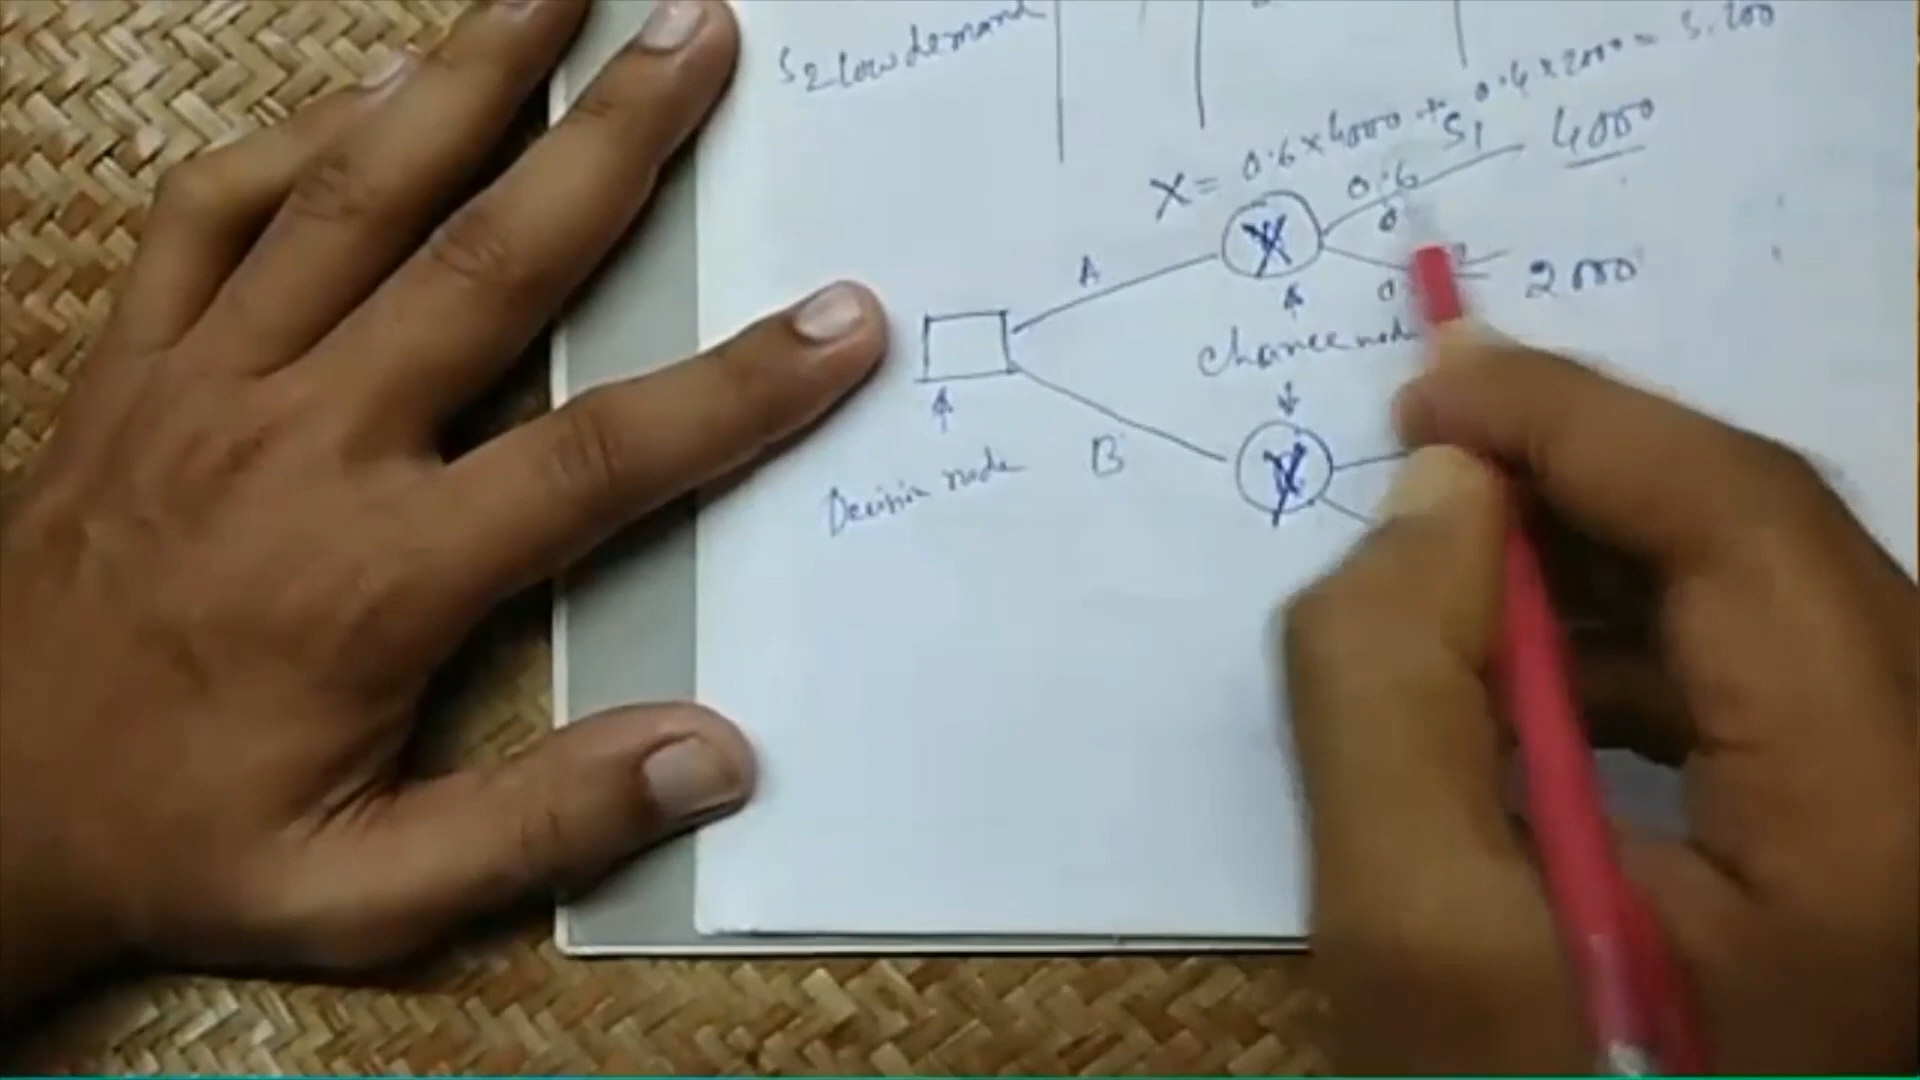 S2 low demand
X = 0.6 x 4000 + 0.4 x 2000 = 3.200
S1
4000
0.6
X
A
2000
chance node
B
Y
Decision node